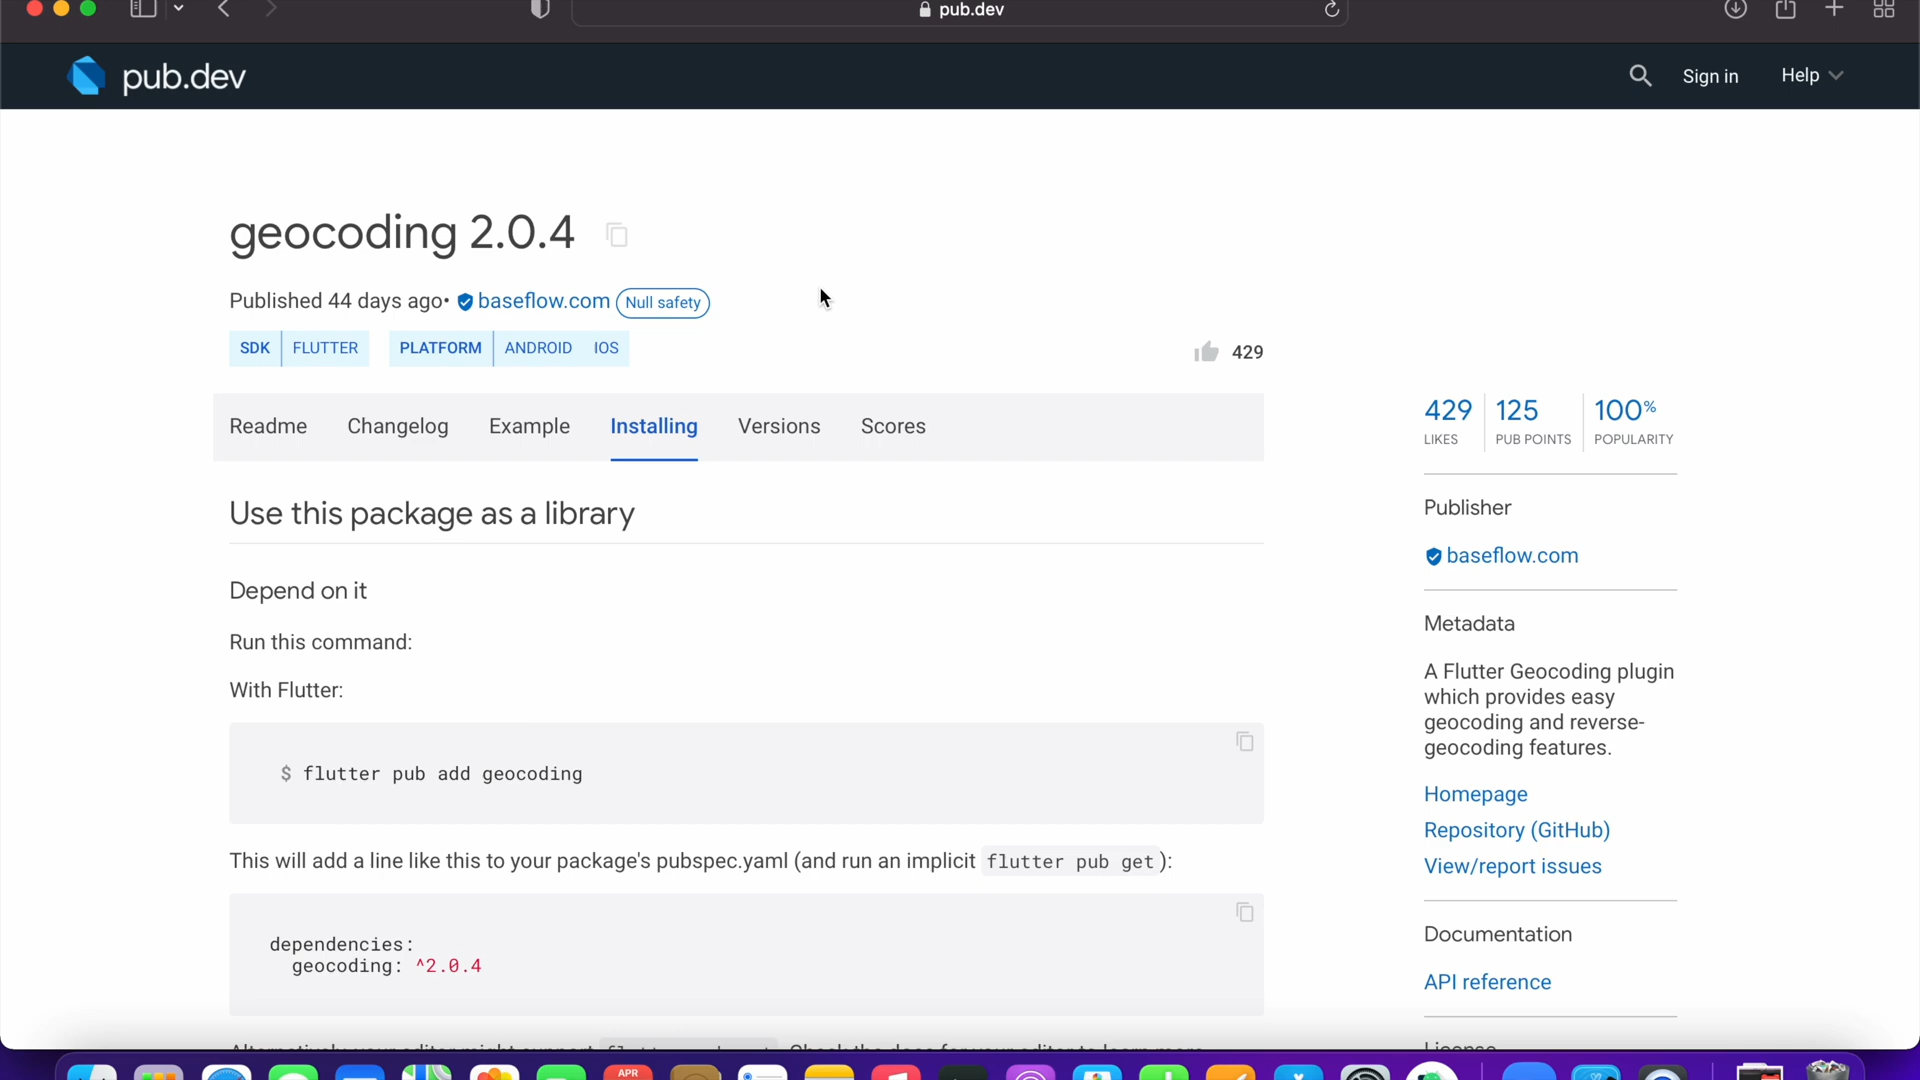 pub.dev
pub.dev
Sign in
Help
geocoding 2.0.4
Published 44 days ago• baseflow.com Null safety
SDK FLUTTER PLATFORM ANDROID IOS
429
Readme Changelog Example Installing Versions Scores
Use this package as a library
Depend on it
Run this command:
With Flutter:
$ flutter pub add geocoding
This will add a line like this to your package's pubspec.yaml (and run an implicit flutter pub get):
dependencies:
geocoding: ^2.0.4
429 125 100%
LIKES PUB POINTS POPULARITY
Publisher
baseflow.com
Metadata
A Flutter Geocoding plugin
which provides easy
geocoding and reverse-
geocoding features.
Homepage
Repository (GitHub)
View/report issues
Documentation
API reference
License
APR